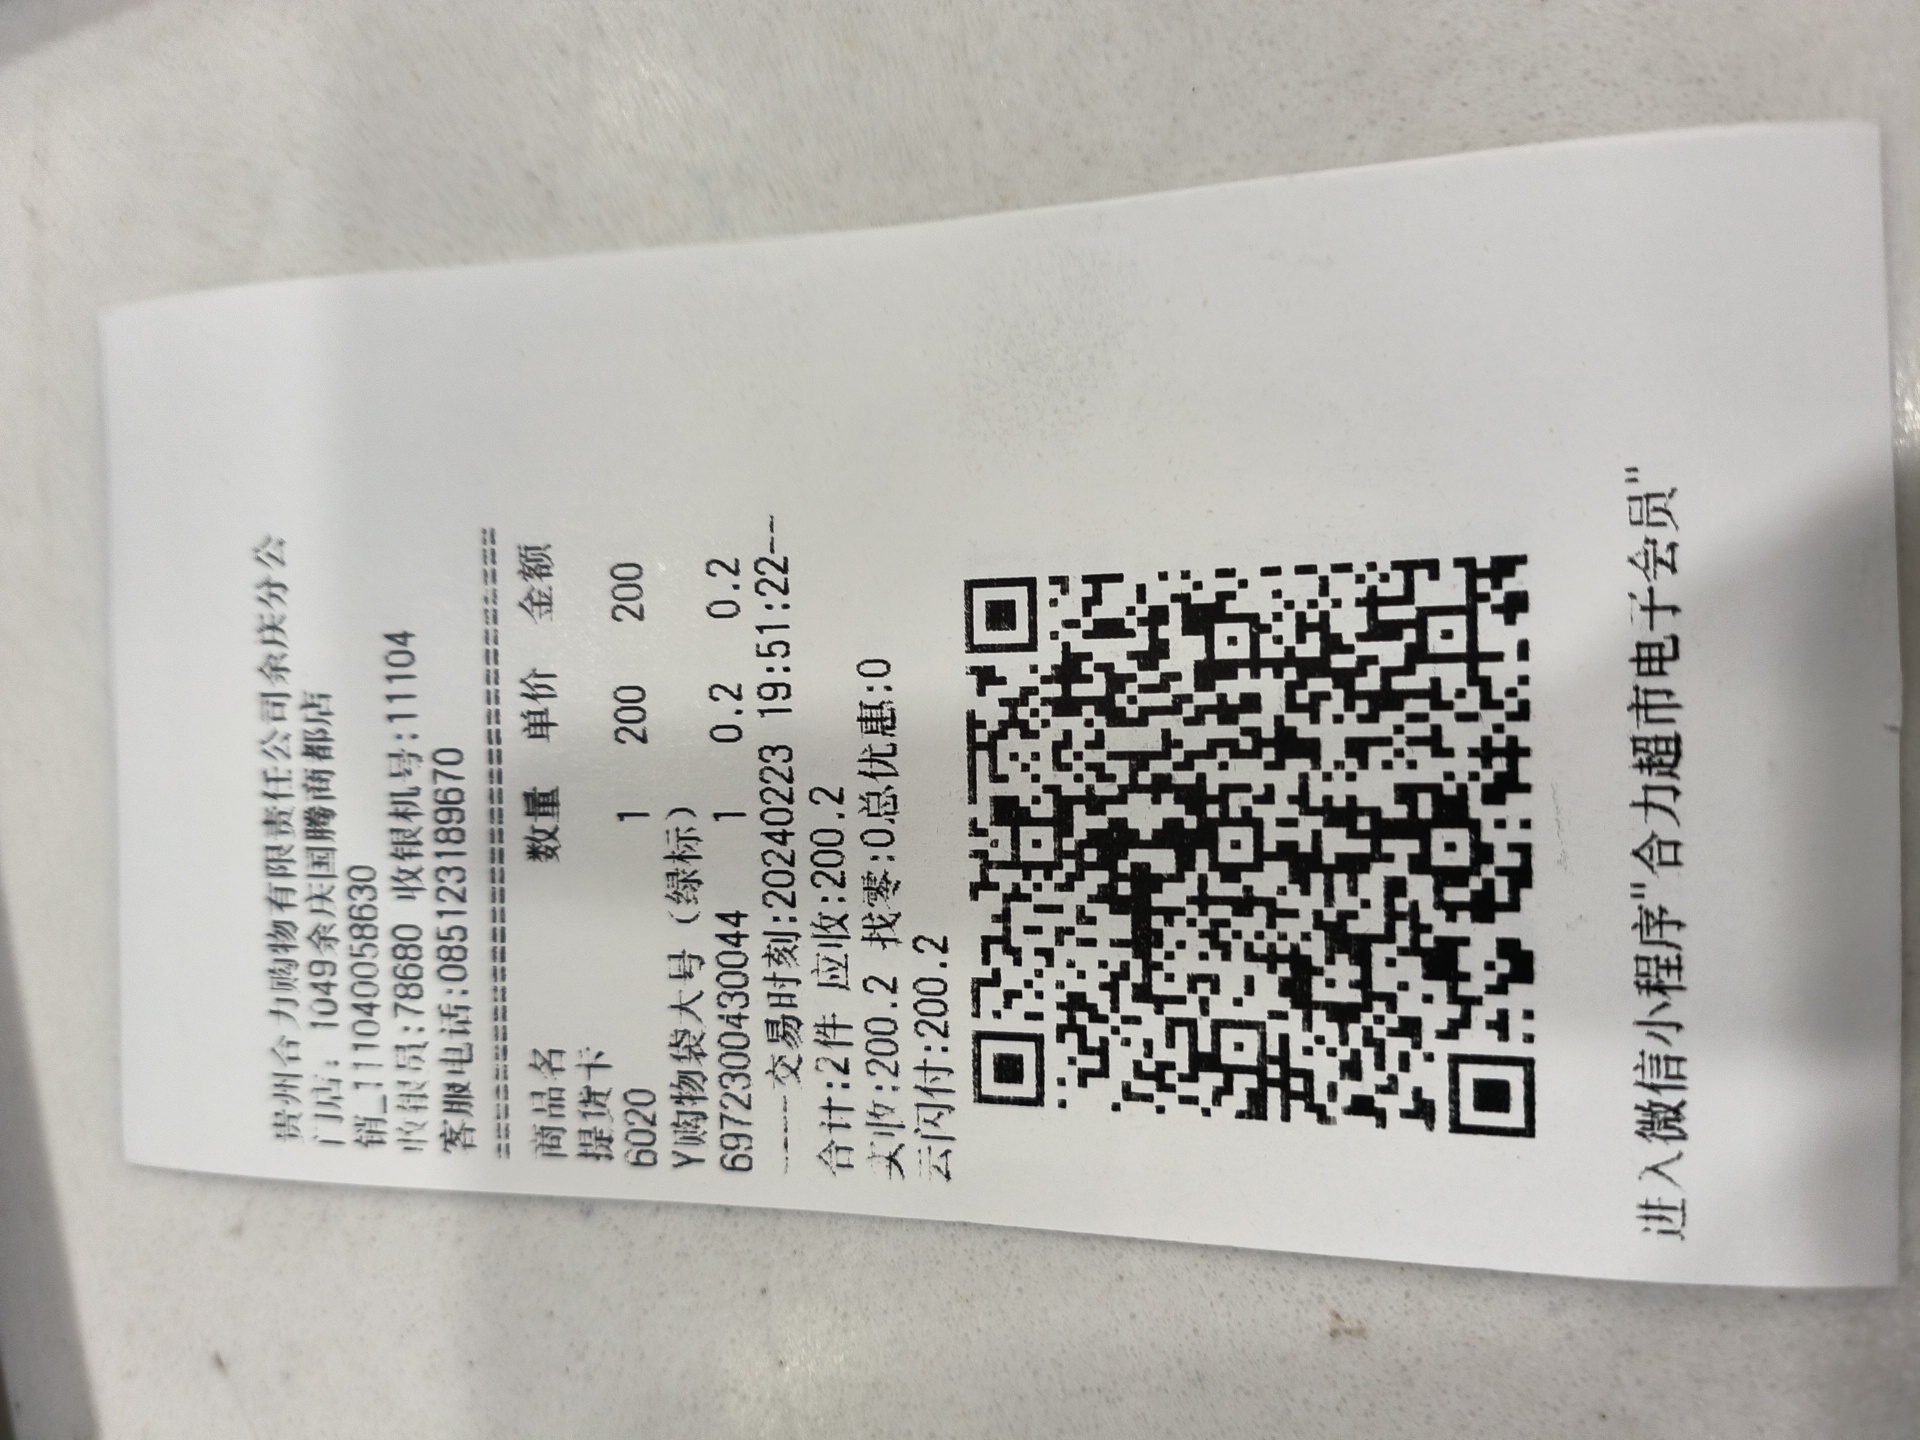 贵州合力购物有限责任公司余庆分公
门店: 1049余庆国腾商都店
销_111040058630
收银员:78680 收银机号:11104
客服电话:085123189670
================================
商品名 数量 单价 金额
提货卡
6020 1 200 200
Y购物袋大号（绿标）
6972300430044 1 0.2 0.2
----交易时刻:20240223 19:51:22--
合计:2件 应收:200.2
实收:200.2 找零:0总优惠:0
云闪付:200.2
进入微信小程序"合力超市电子会员"